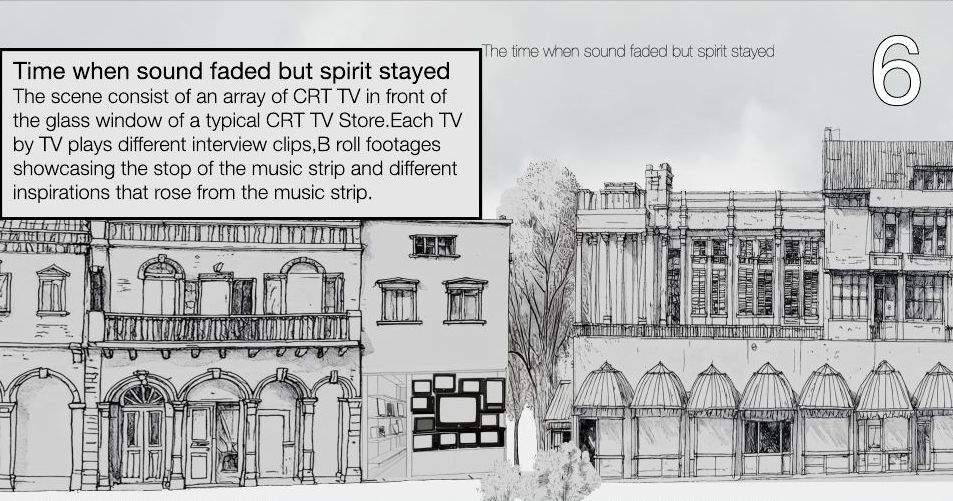 Time when sound faded but spirit stayed
The scene consist of an array of CRT TV in front of
the glass window of a typical CRT TV Store.Each TV
by TV plays different interview clips,B roll footages
showcasing the stop of the music strip and different
inspirations that rose from the music strip.
The time when sound faded but spirit stayed
6